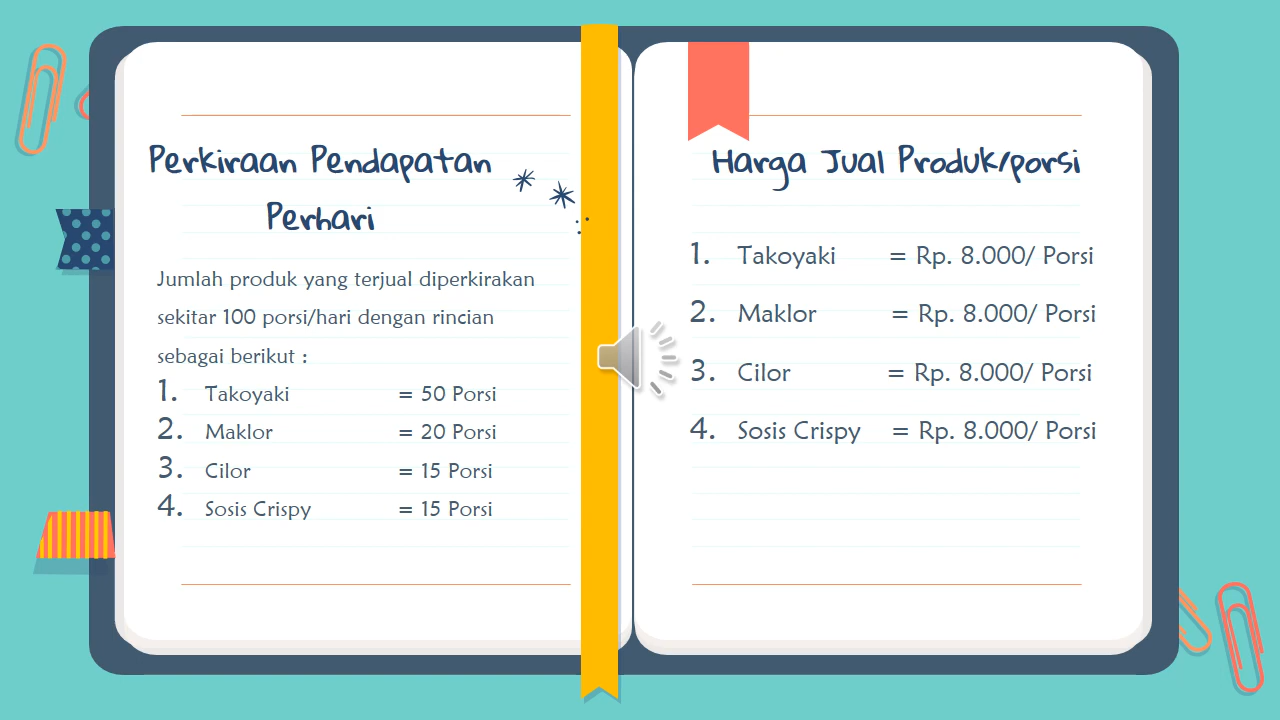 Perkiraan Pendapatan
Perhari
Jumlah produk yang terjual diperkirakan
sekitar 100 porsi/hari dengan rincian
sebagai berikut :
1. Takoyaki = 50 Porsi
2. Maklor = 20 Porsi
3. Cilor = 15 Porsi
4. Sosis Crispy = 15 Porsi
Harga Jual Produk/porsi
1. Takoyaki = Rp. 8.000/ Porsi
2. Maklor = Rp. 8.000/ Porsi
3. Cilor = Rp. 8.000/ Porsi
4. Sosis Crispy = Rp. 8.000/ Porsi